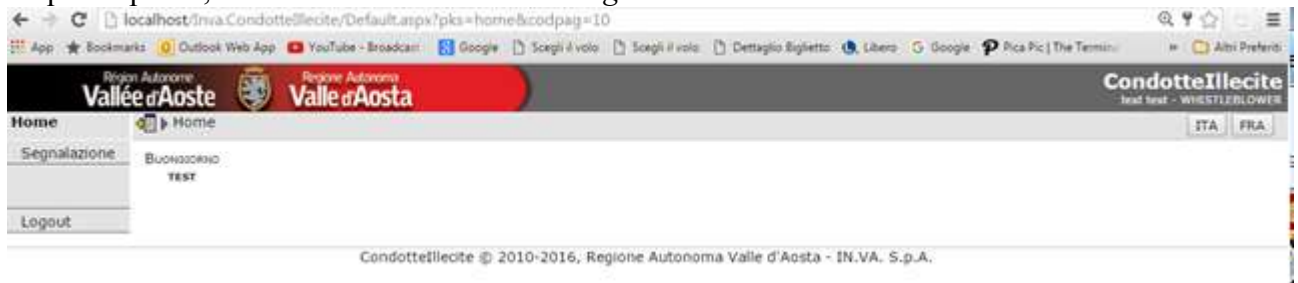 localhost/Inva.CondotteIllecite/Default.aspx?pks=home&codpag=10
App Bookmarks Outlook Web App YouTube - Broadcast Google Scegli il volo Scegli il volo Dettaglio Biglietto Libero Google Pica Pic | The Termin Altri Preferiti
Région Autonome
Vallée d'Aoste
Regione Autonoma
Valle d'Aosta
CondotteIllecite
test test - WHISTLEBLOWER
Home
Home
ITA FRA
Segnalazione
BUONGIORNO
TEST
Logout
CondotteIllecite © 2010-2016, Regione Autonoma Valle d'Aosta - IN.VA. S.p.A.